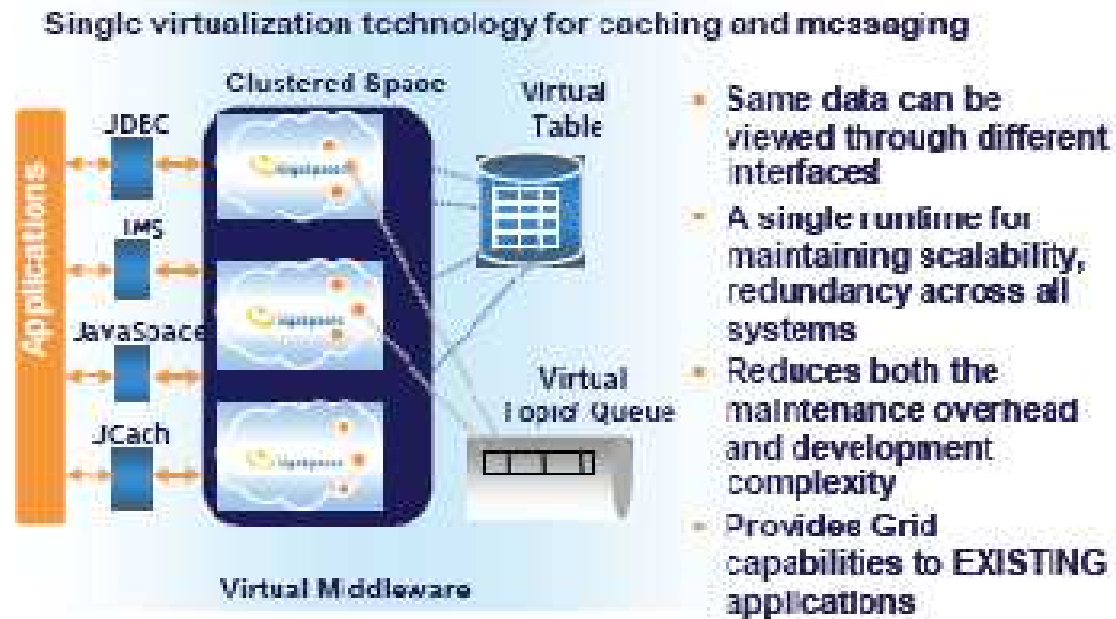 Single virtualization technology for caching and messaging
Clustered Space
Virtual
Table
Applications
JDBC
JMS
JavaSpace
JCach
Virtual
Topic/ Queue
Virtual Middleware
Same data can be
viewed through different
interfaces
A single runtime for
maintaining scalability,
redundancy across all
systems
Reduces both the
maintenance overhead
and development
complexity
Provides Grid
capabilities to EXISTING
applications